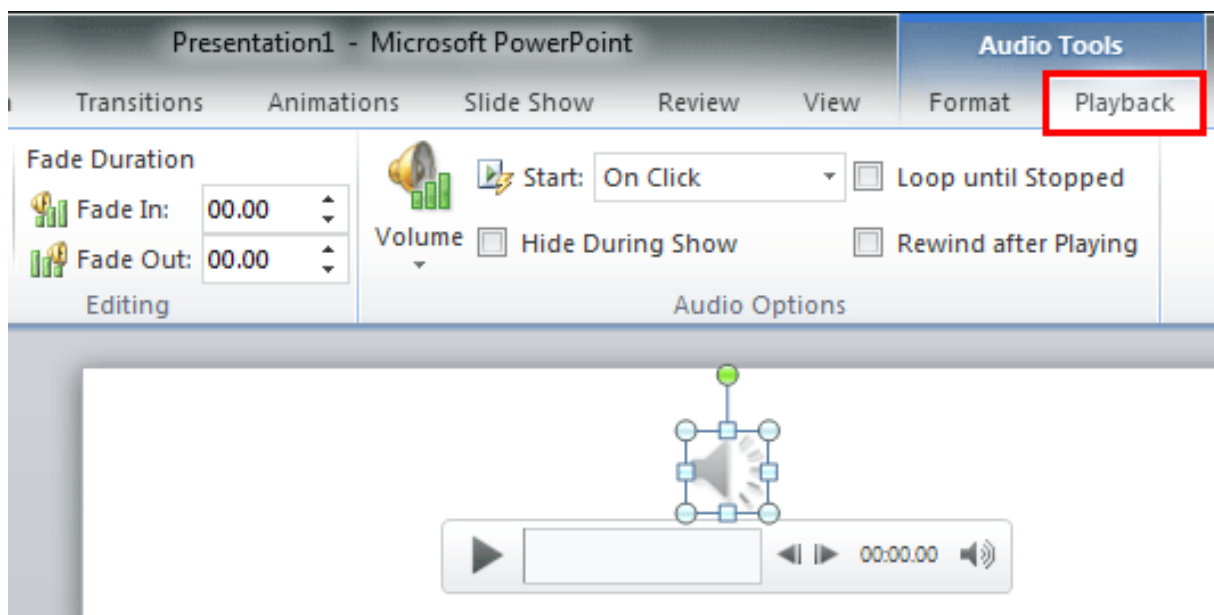 Presentation1 - Microsoft PowerPoint
Audio Tools
Transitions Animations Slide Show Review View Format Playback
Fade Duration
Fade In: 00.00
Fade Out: 00.00
Editing
Volume
Start: On Click
Loop until Stopped
Hide During Show
Rewind after Playing
Audio Options
00:00.00